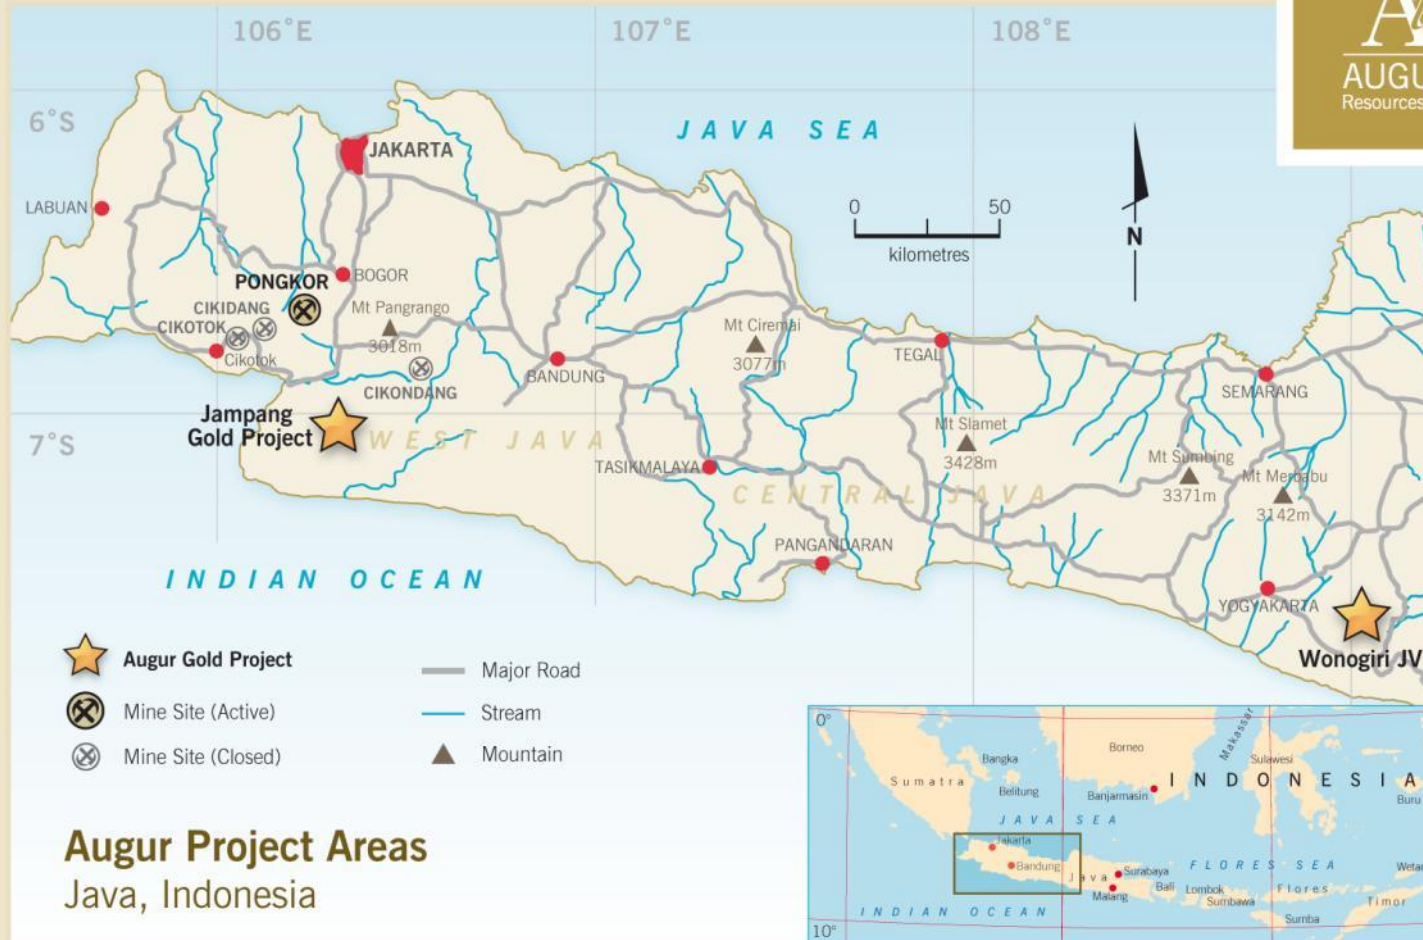 106°E
107°E
108°E
6°S
7°S
AUGU
Resources
JAVA SEA
JAKARTA
LABUAN
0 50
kilometres
N
BOGOR
PONGKOR
CIKIDANG
CIKOTOK
Cikotok
Mt Pangrango
3018m
CIKONDANG
BANDUNG
Mt Ciremai
3077m
TEGAL
SEMARANG
Jampang
Gold Project
WEST JAVA
TASIKMALAYA
CENTRAL JAVA
Mt Slamet
3428m
Mt Sumbing
3371m
Mt Merbabu
3142m
PANGANDARAN
YOGYAKARTA
Wonogiri JV
INDIAN OCEAN
Augur Gold Project
Mine Site (Active)
Mine Site (Closed)
Major Road
Stream
Mountain
Augur Project Areas
Java, Indonesia
0°
Sumatra
Bangka
Belitung
Borneo
Banjarmasin
Makassar
Sulawesi
INDONESIA
Buru
JAVA SEA
Jakarta
Bandung
Java
Surabaya
Malang
Bali
Lombok
Sumbawa
FLORES SEA
Flores
Sumba
Wetar
Timor
INDIAN OCEAN
10°